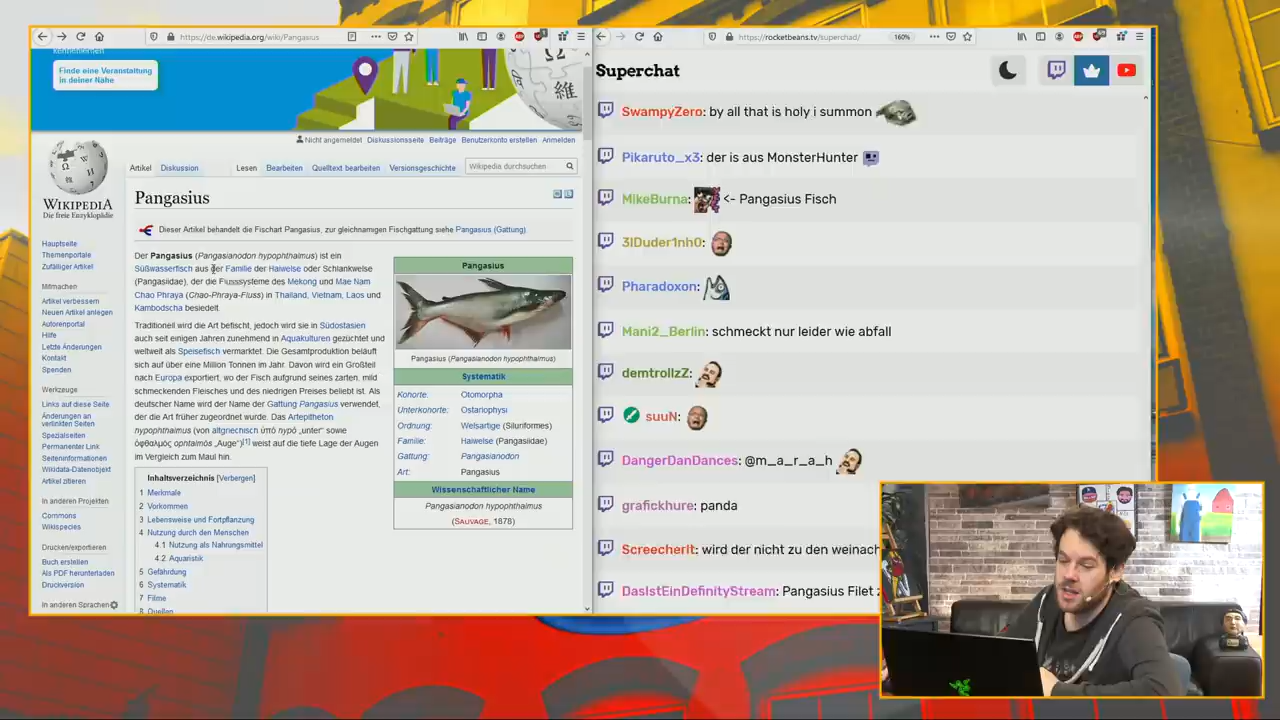 https://de.wikipedia.org/wiki/Pangasius
Finde eine Veranstaltung
in deiner Nähe
Nicht angemeldet Diskussionsseite Beiträge Benutzerkonto erstellen Anmelden
Artikel Diskussion Lesen Bearbeiten Quelltext bearbeiten Versionsgeschichte Wikipedia durchsuchen
WIKIPEDIA
Die freie Enzyklopädie
Hauptseite
Themenportale
Zufälliger Artikel
Mitmachen
Artikel verbessern
Neuen Artikel anlegen
Autorenportal
Hilfe
Letzte Änderungen
Kontakt
Spenden
Werkzeuge
Links auf diese Seite
Änderungen an
verlinkten Seiten
Spezialseiten
Permanenter Link
Seiteninformationen
Wikidata-Datenobjekt
Artikel zitieren
In anderen Projekten
Commons
Wikispecies
Drucken/exportieren
Buch erstellen
Als PDF herunterladen
Druckversion
In anderen Sprachen
Pangasius
Dieser Artikel behandelt die Fischart Pangasius, zur gleichnamigen Fischgattung siehe Pangasius (Gattung).
Der Pangasius (Pangasianodon hypophthalmus) ist ein
Süßwasserfisch aus der Familie der Haiwelse oder Schlankwelse
(Pangasiidae), der die Flusssysteme des Mekong und Mae Nam
Chao Phraya (Chao-Phraya-Fluss) in Thailand, Vietnam, Laos und
Kambodscha besiedelt.
Traditionell wird die Art befischt, jedoch wird sie in Südostasien
auch seit einigen Jahren zunehmend in Aquakulturen gezüchtet und
weltweit als Speisefisch vermarktet. Die Gesamtproduktion beläuft
sich auf über eine Million Tonnen im Jahr. Davon wird ein Großteil
nach Europa exportiert, wo der Fisch aufgrund seines zarten, mild
schmeckenden Fleisches und des niedrigen Preises beliebt ist. Als
deutscher Name wird der Name der Gattung Pangasius verwendet,
der die Art früher zugeordnet wurde. Das Artepitheton
hypophthalmus (von altgriechisch ὑπό hypó „unter“ sowie
ὀφθαλμός ophtalmós „Auge“)[1] weist auf die tiefe Lage der Augen
im Vergleich zum Maul hin.
Inhaltsverzeichnis [Verbergen]
1 Merkmale
2 Vorkommen
3 Lebensweise und Fortpflanzung
4 Nutzung durch den Menschen
4.1 Nutzung als Nahrungsmittel
4.2 Aquaristik
5 Gefährdung
6 Systematik
7 Filme
8 Quellen
Pangasius
Pangasius (Pangasianodon hypophthalmus)
Systematik
Kohorte: Otomorpha
Unterkohorte: Ostariophysi
Ordnung: Welsartige (Siluriformes)
Familie: Haiwelse (Pangasiidae)
Gattung: Pangasianodon
Art: Pangasius
Wissenschaftlicher Name
Pangasianodon hypophthalmus
(SAUVAGE, 1878)
https://rocketbeans.tv/superchad/ 160%
Superchat
SwampyZero: by all that is holy i summon
Pikaruto_x3: der is aus MonsterHunter
MikeBurna: <- Pangasius Fisch
3lDuder1nh0:
Pharadoxon:
Mani2_Berlin: schmeckt nur leider wie abfall
demtrollzZ:
suuN:
DangerDanDances: @m_a_r_a_h
grafickhure: panda
ScreecherIt: wird der nicht zu den weinach
DasIstEinDefinityStream: Pangasius Filet